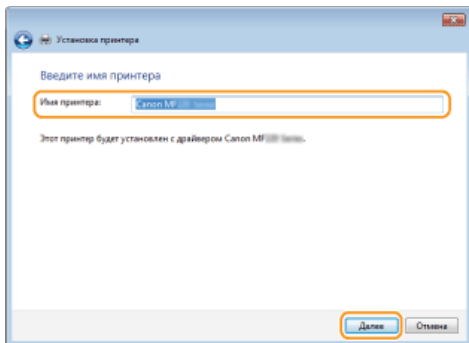 Установка принтера
Введите имя принтера
Имя принтера: Canon MF
Этот принтер будет установлен с драйвером Canon MF
Далее Отмена